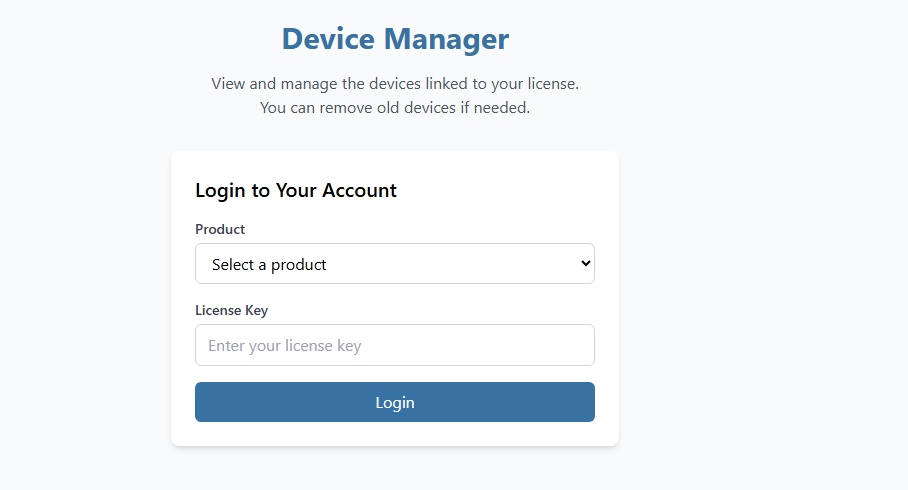 Device Manager
View and manage the devices linked to your license.
You can remove old devices if needed.
Login to Your Account
Product
Select a product
License Key
Enter your license key
Login